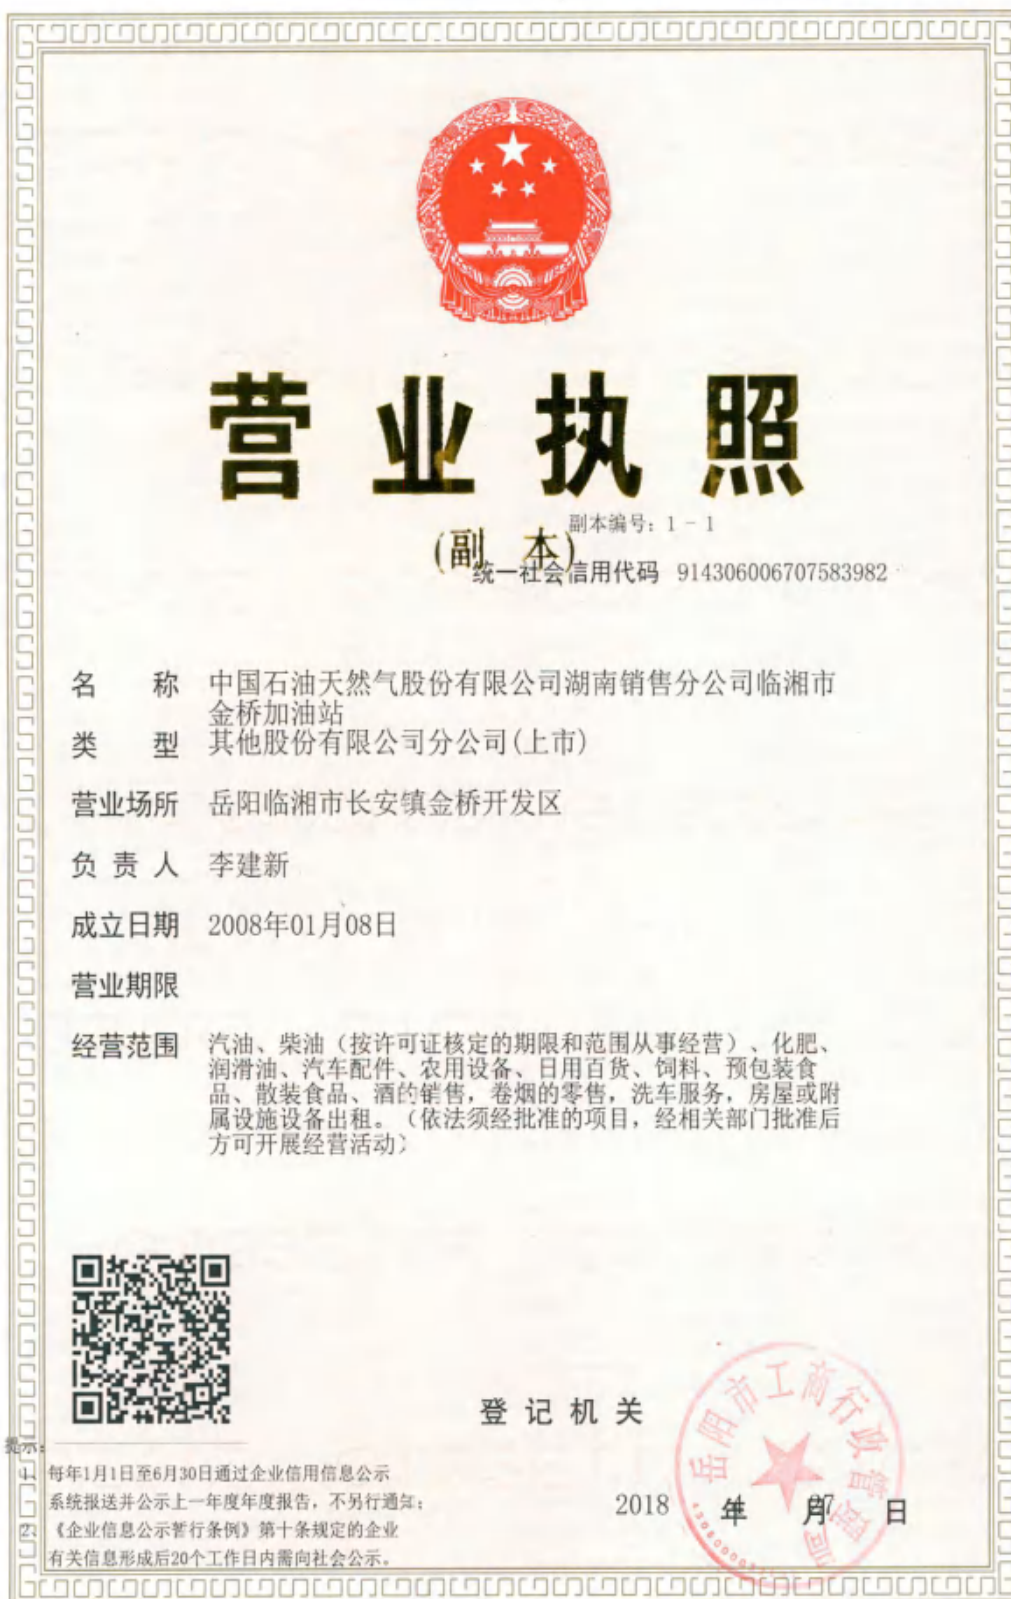 营业执照
(副 本)
副本编号：1 - 1
统一社会信用代码 914306006707583982
名 称 中国石油天然气股份有限公司湖南销售分公司临湘市
金桥加油站
类 型 其他股份有限公司分公司(上市)
营业场所 岳阳临湘市长安镇金桥开发区
负 责 人 李建新
成立日期 2008年01月08日
营业期限
经营范围 汽油、柴油（按许可证核定的期限和范围从事经营）、化肥、
润滑油、汽车配件、农用设备、日用百货、饲料、预包装食
品、散装食品、酒的销售，卷烟的零售，洗车服务，房屋或附
属设施设备出租。（依法须经批准的项目，经相关部门批准后
方可开展经营活动）
登 记 机 关
岳阳市工商行政管理局
2018 年 4 月 27 日
提示：
1. 每年1月1日至6月30日通过企业信用信息公示
系统报送并公示上一年度年度报告，不另行通知；
2. 《企业信息公示暂行条例》第十条规定的企业
有关信息形成后20个工作日内需向社会公示。